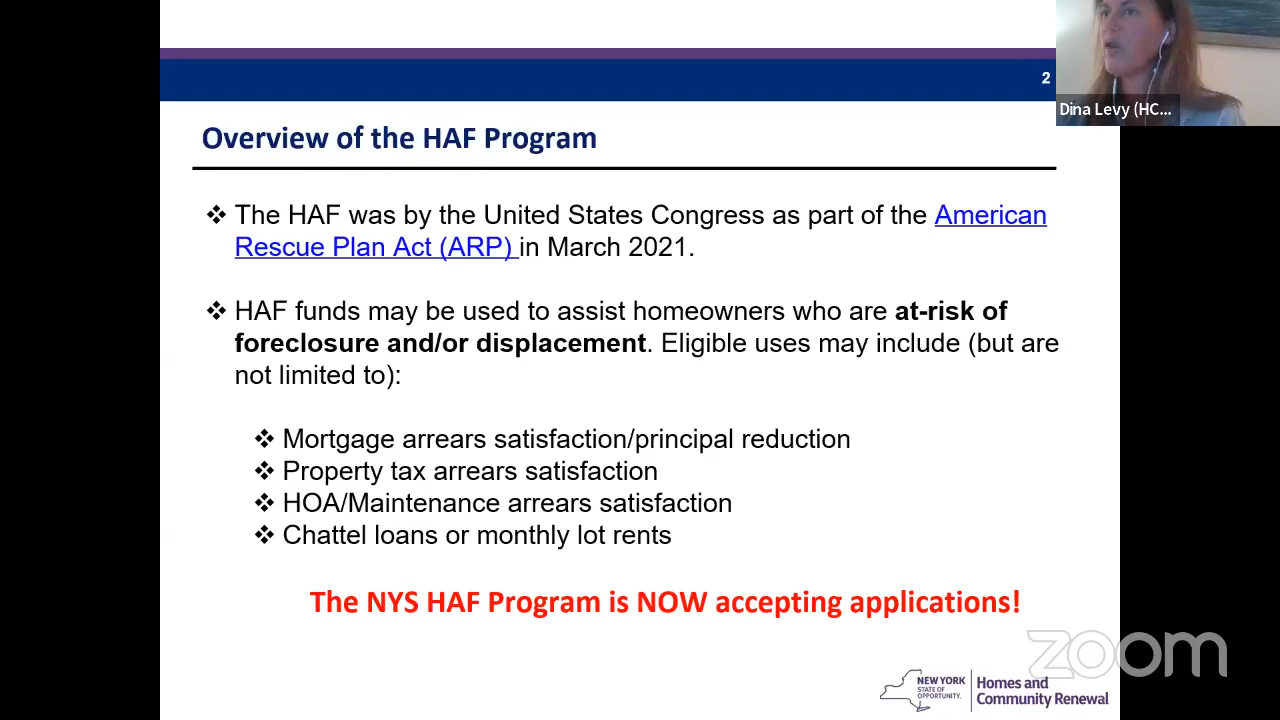 2
Dina Levy (HC...
Overview of the HAF Program
❖ The HAF was by the United States Congress as part of the American
Rescue Plan Act (ARP) in March 2021.
❖ HAF funds may be used to assist homeowners who are at-risk of
foreclosure and/or displacement. Eligible uses may include (but are
not limited to):
❖ Mortgage arrears satisfaction/principal reduction
❖ Property tax arrears satisfaction
❖ HOA/Maintenance arrears satisfaction
❖ Chattel loans or monthly lot rents
The NYS HAF Program is NOW accepting applications!
zoom
NEW YORK
STATE OF
OPPORTUNITY.
Homes and
Community Renewal